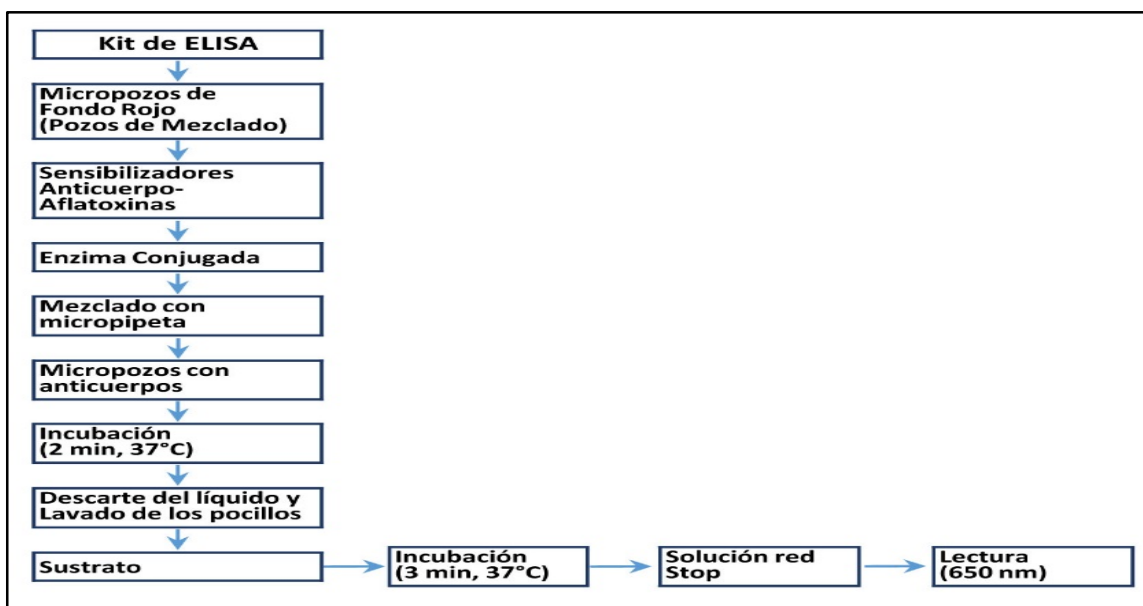 Kit de ELISA
Micropozos de
Fondo Rojo
(Pozos de Mezclado)
Sensibilizadores
Anticuerpo-
Aflatoxinas
Enzima Conjugada
Mezclado con
micropipeta
Micropozos con
anticuerpos
Incubación
(2 min, 37°C)
Descarte del líquido y
Lavado de los pocillos
Sustrato
Incubación
(3 min, 37°C)
Solución red
Stop
Lectura
(650 nm)